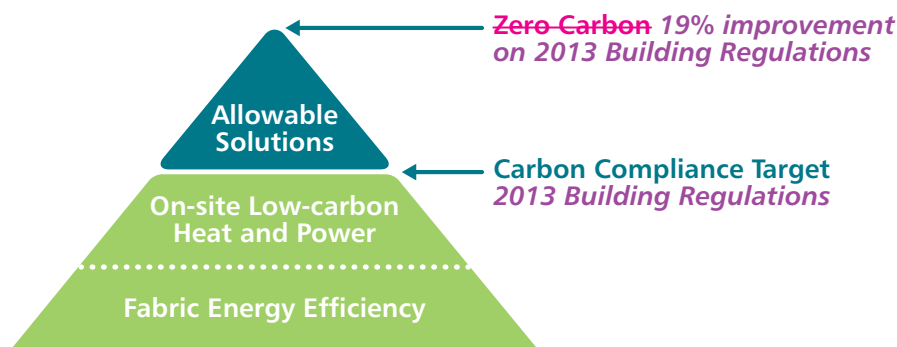 Zero Carbon 19% improvement
on 2013 Building Regulations
Allowable
Solutions
Carbon Compliance Target
2013 Building Regulations
On-site Low-carbon
Heat and Power
Fabric Energy Efficiency